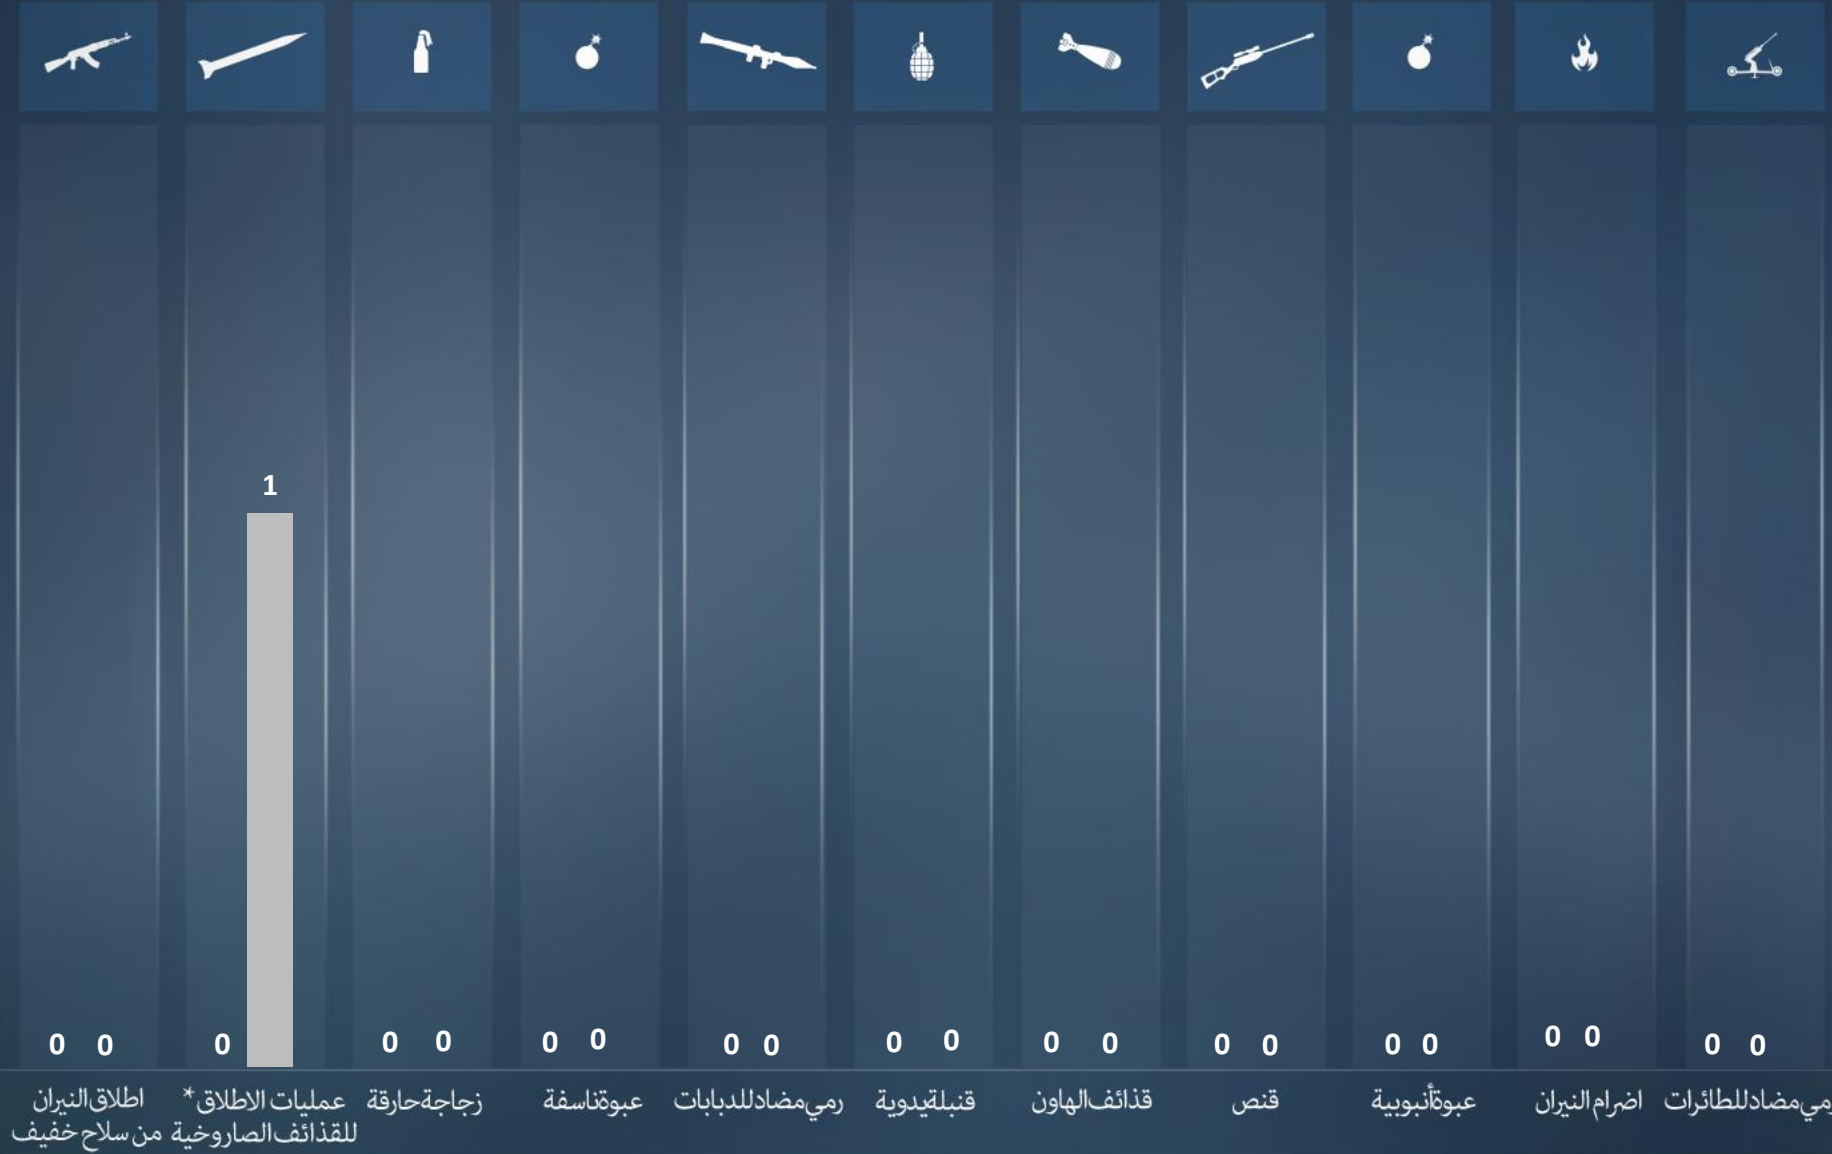 1
0 0
0
0 0
0 0
0 0
0 0
0 0
0 0
0 0
0 0
0 0
اطلاق النيران
من سلاح خفيف
عمليات الاطلاق*
للقذائف الصاروخية
زجاجة حارقة
عبوة ناسفة
رمي مضاد للدبابات
قنبلة يدوية
قذائف الهاون
قنص
عبوة أنبوبية
اضرام النيران
رمي مضاد للطائرات